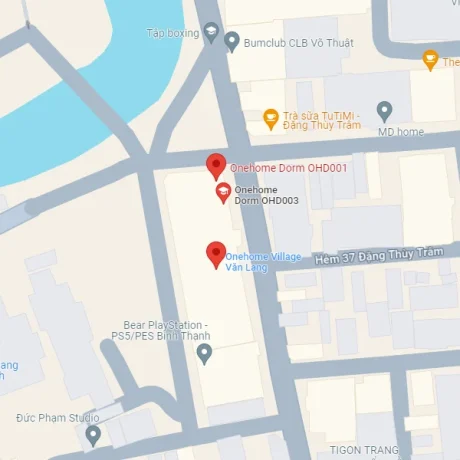 Tập boxing
Bumclub CLB Võ Thuật
The
Trà sữa TuTiMi -
Đặng Thùy Trâm
MD home
Onehome Dorm OHD001
Onehome
Dorm OHD003
Onehome Village
Văn Lang
Hẻm 37 Đặng Thùy Trâm
Bear PlayStation -
PS5/PES Bình Thạnh
ang
h
Đức Phạm Studio
TIGON TRANG